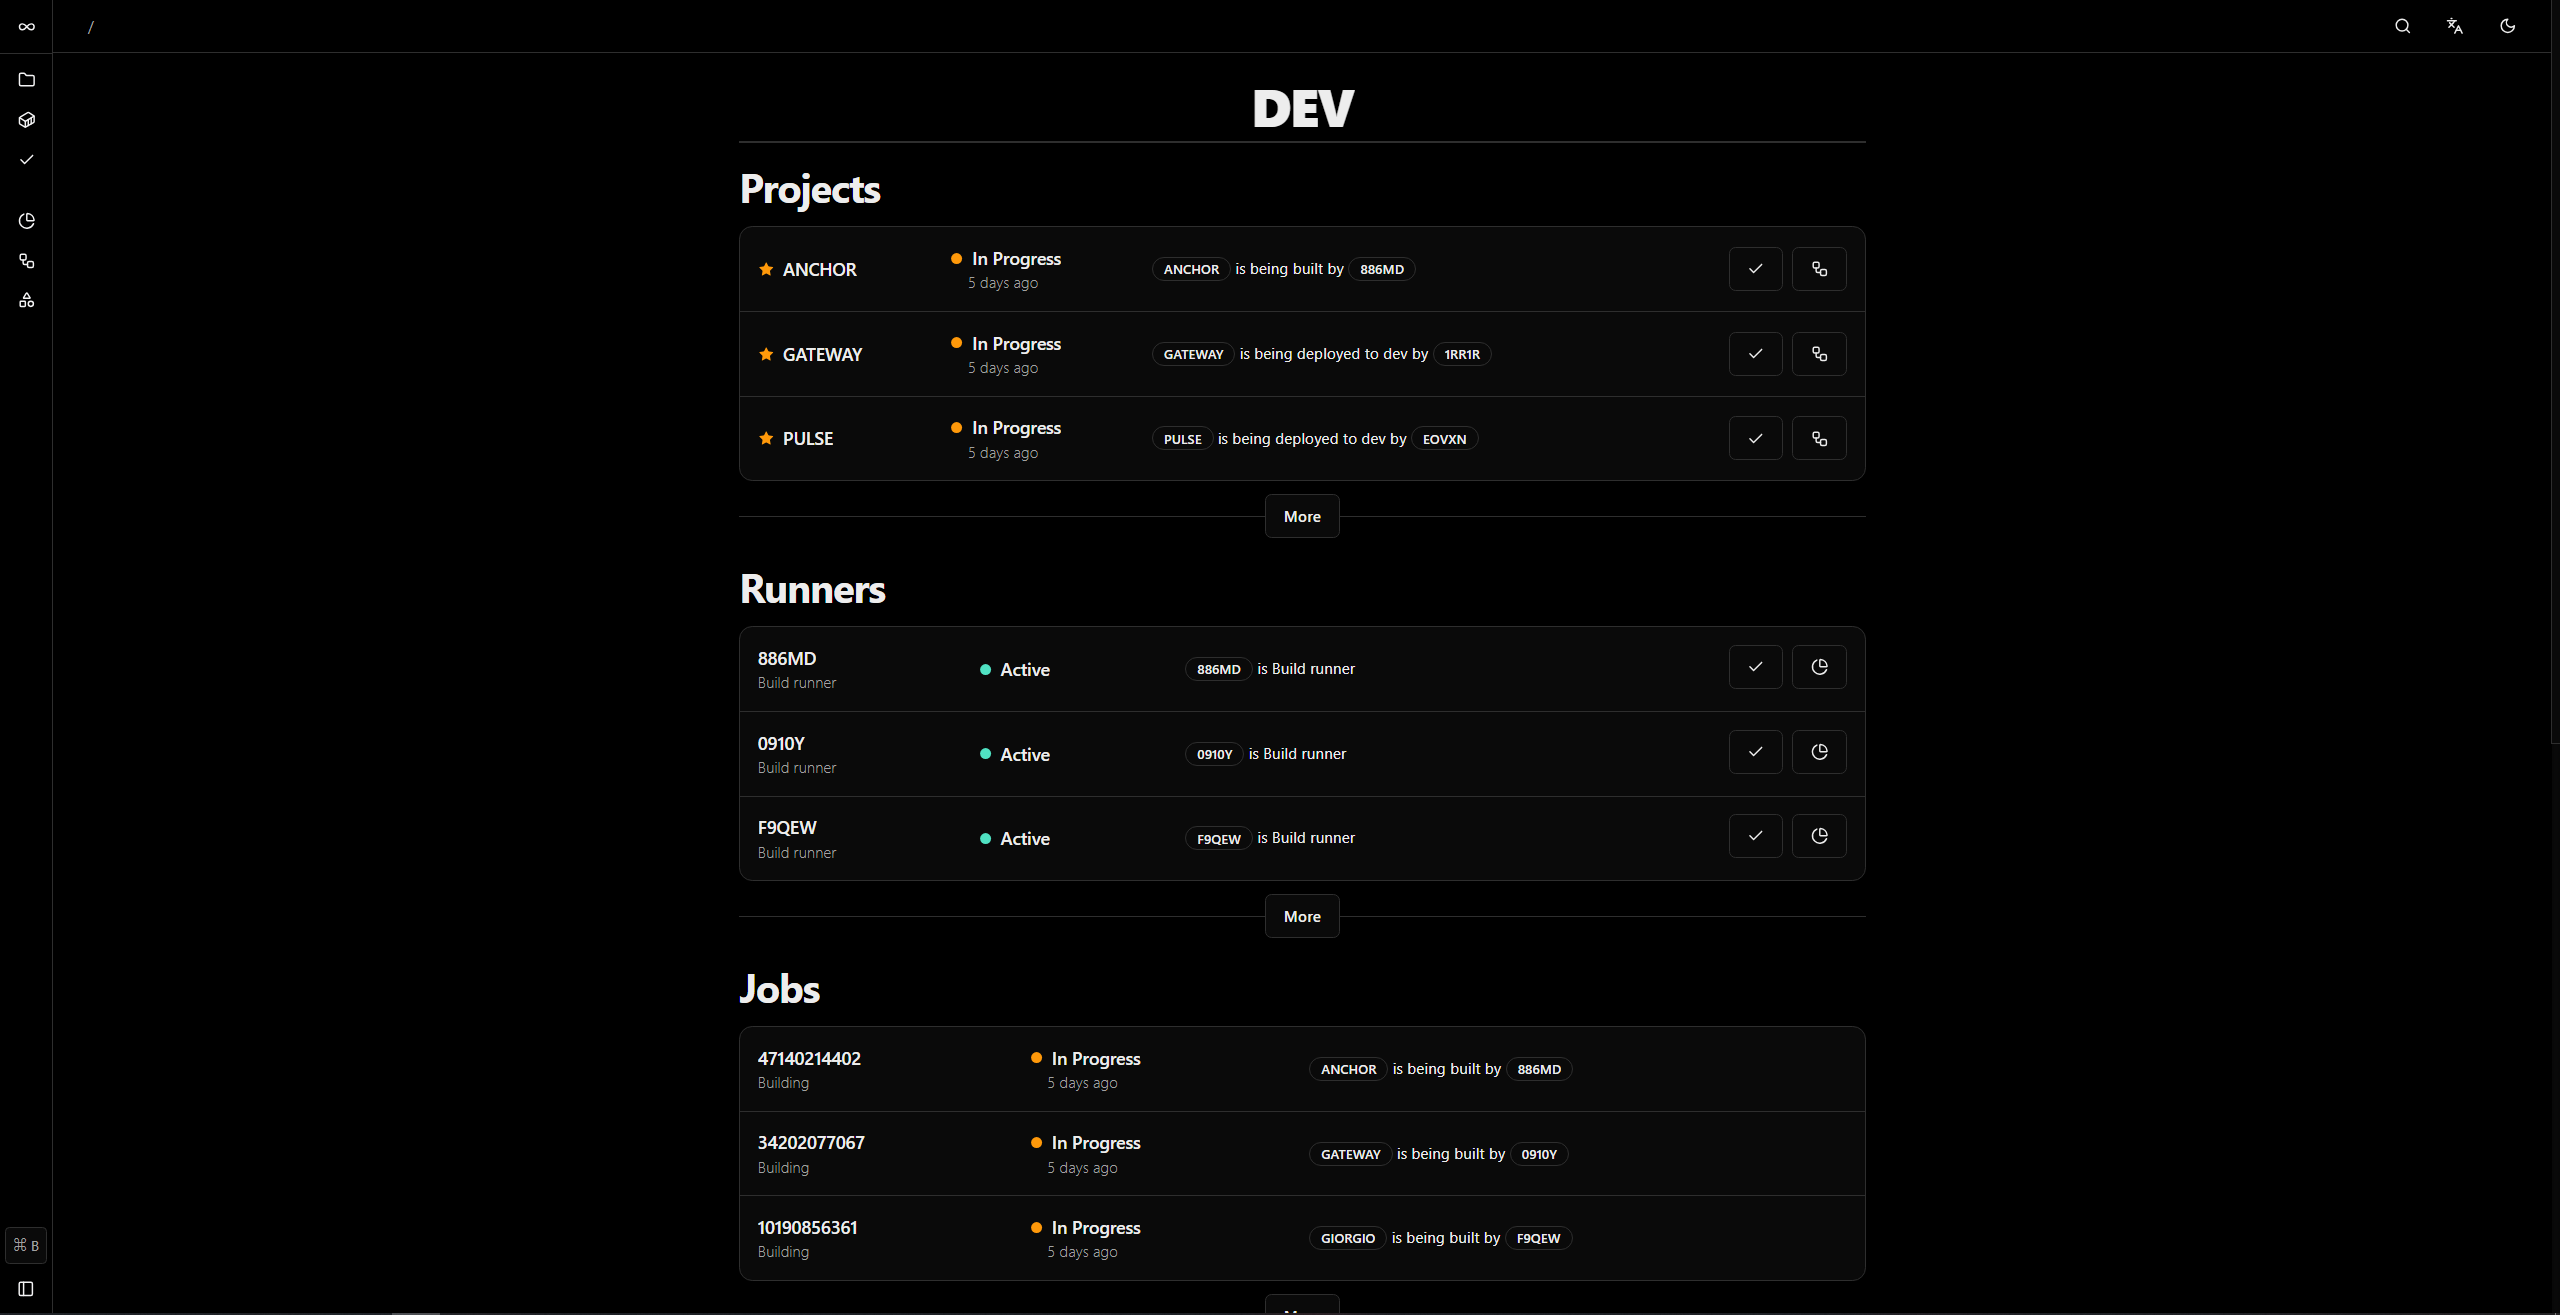 /
DEV
Projects
ANCHOR
In Progress
5 days ago
ANCHOR is being built by 886MD
GATEWAY
In Progress
5 days ago
GATEWAY is being deployed to dev by 1RR1R
PULSE
In Progress
5 days ago
PULSE is being deployed to dev by EOVXN
More
Runners
886MD
Build runner
Active
886MD is Build runner
0910Y
Build runner
Active
0910Y is Build runner
F9QEW
Build runner
Active
F9QEW is Build runner
More
Jobs
47140214402
Building
In Progress
5 days ago
ANCHOR is being built by 886MD
34202077067
Building
In Progress
5 days ago
GATEWAY is being built by 0910Y
10190856361
Building
In Progress
5 days ago
GIORGIO is being built by F9QEW
⌘ B